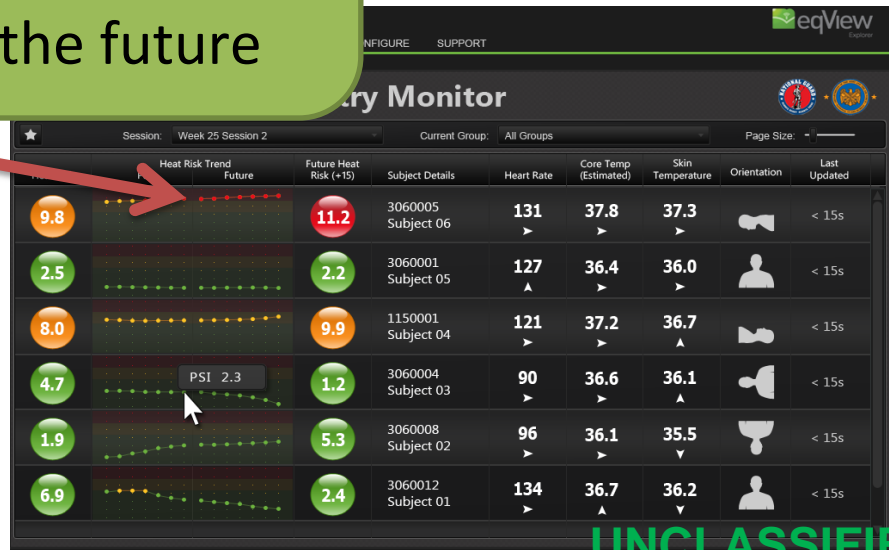 the future
NFIGURE SUPPORT
eqView
Explorer
try Monitor
Session: Week 25 Session 2 Current Group: All Groups Page Size:
Heat Risk Trend
Future
Future Heat Risk (+15)
Subject Details
Heart Rate
Core Temp (Estimated)
Skin Temperature
Orientation
Last Updated
9.8 11.2 3060005 131 37.8 37.3 < 15s
Subject 06
2.5 2.2 3060001 127 36.4 36.0 < 15s
Subject 05
8.0 9.9 1150001 121 37.2 36.7 < 15s
Subject 04
4.7 PSI 2.3 1.2 3060004 90 36.6 36.1 < 15s
Subject 03
1.9 5.3 3060008 96 36.1 35.5 < 15s
Subject 02
6.9 2.4 3060012 134 36.7 36.2 < 15s
Subject 01
UNCLASSIFI